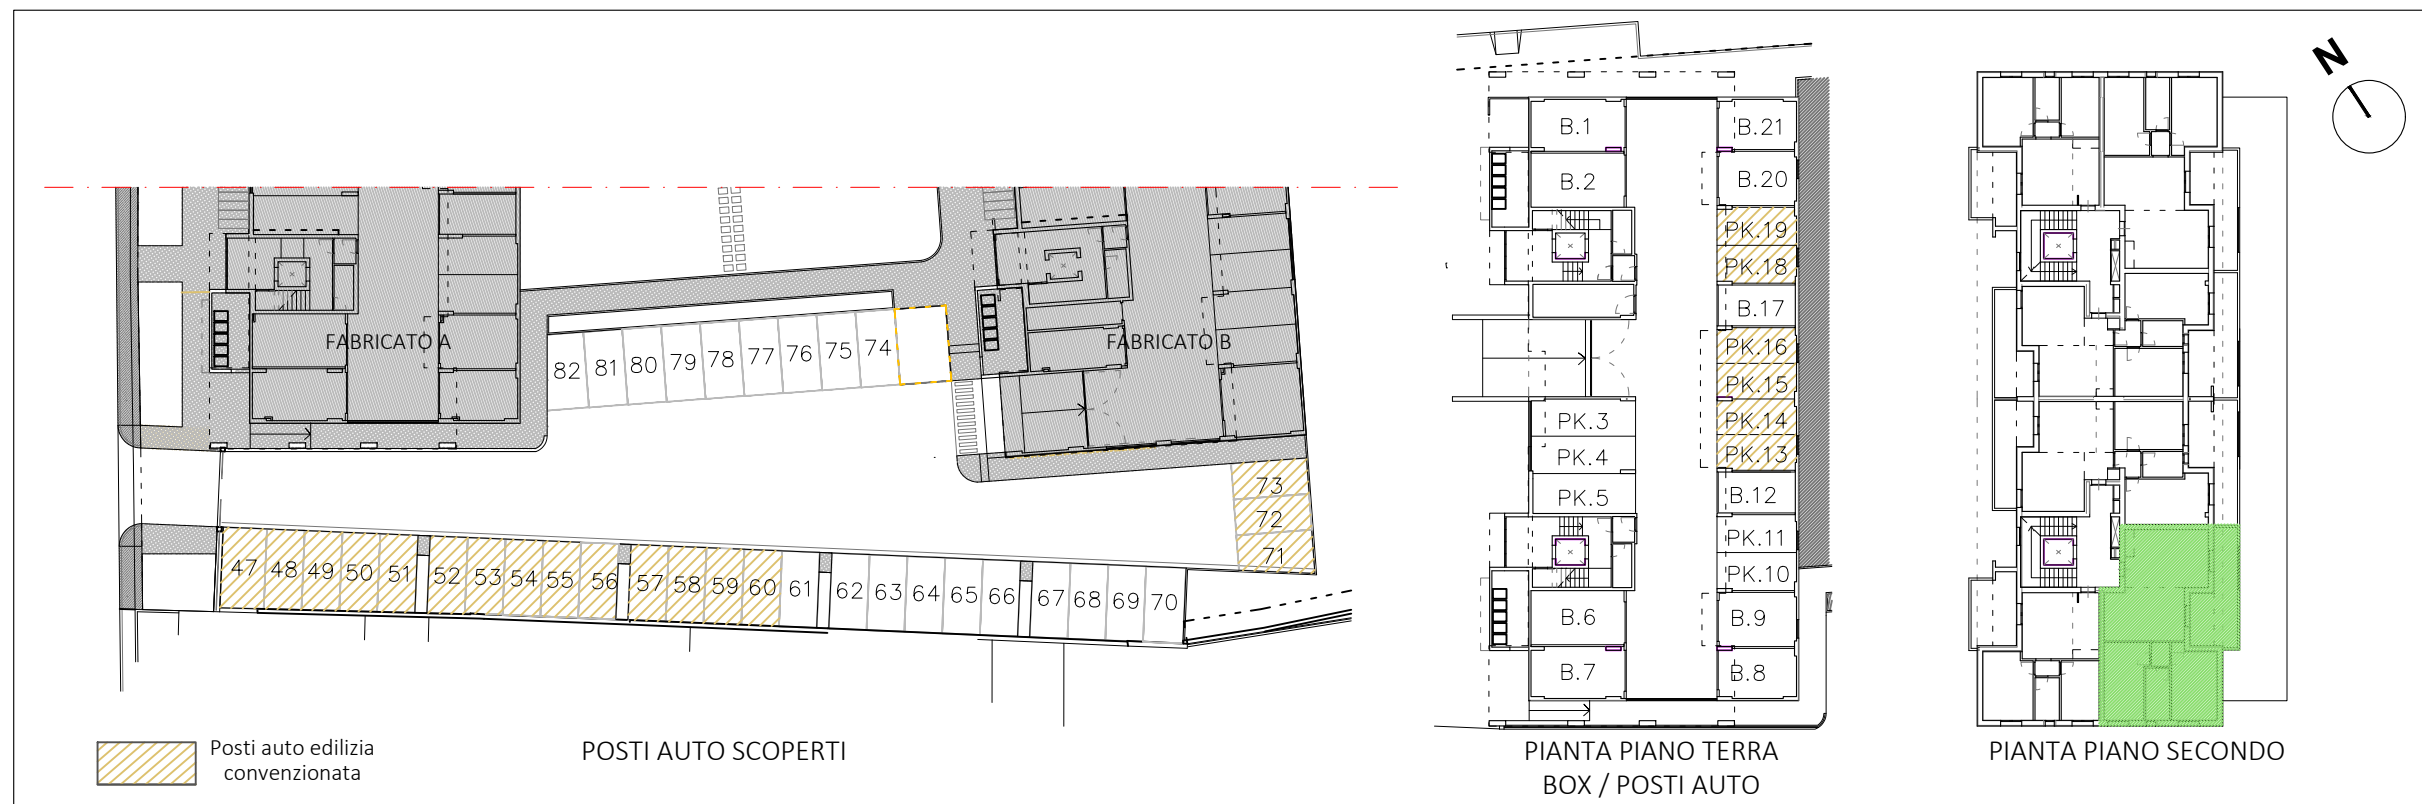 N
B.1
B.21
B.2
B.20
PK.19
PK.18
B.17
FABRICATO A
FABRICATO B
PK.16
82 81 80 79 78 77 76 75 74
PK.15
PK.3
PK.14
PK.4
PK.13
73
72
71
PK.5
B.12
PK.11
PK.10
47 48 49 50 51 52 53 54 55 56 57 58 59 60 61 62 63 64 65 66 67 68 69 70
B.6
B.9
B.7
B.8
Posti auto edilizia
convenzionata
POSTI AUTO SCOPERTI
PIANTA PIANO TERRA
BOX / POSTI AUTO
PIANTA PIANO SECONDO